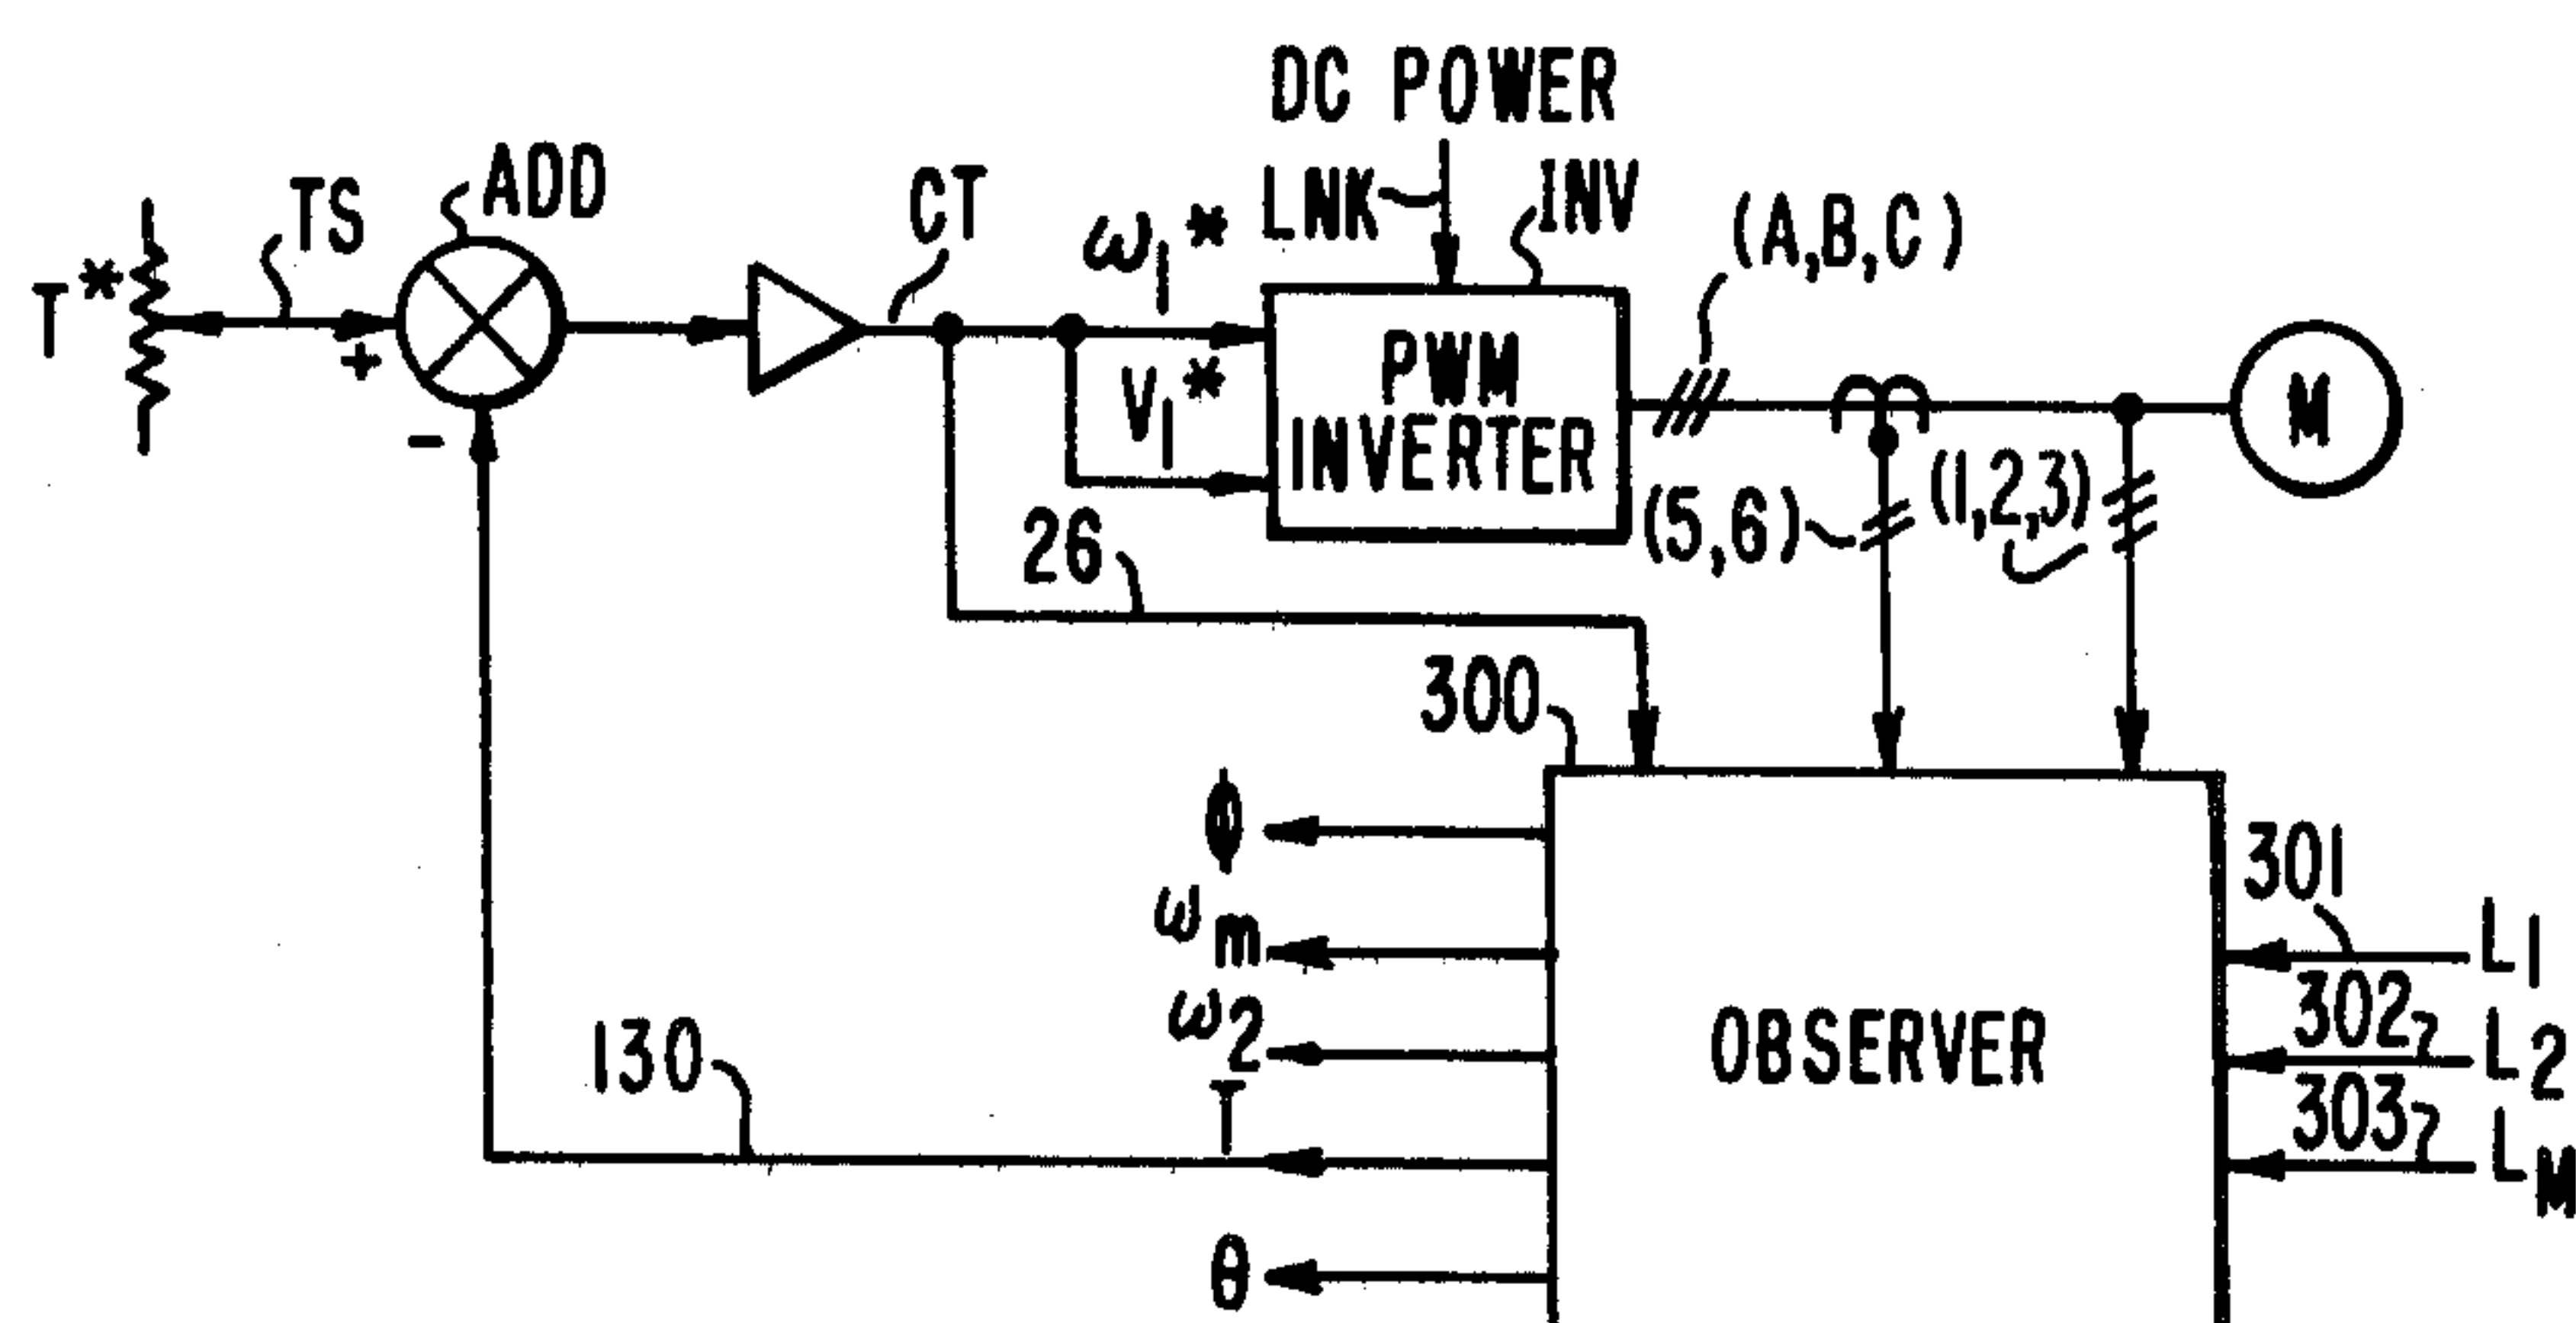 DC POWER
LNK
INV
ADD
TS
T*
CT
ω1*
V1*
+
-
PWM
INVERTER
(A,B,C)
M
(5,6)
(1,2,3)
26
300
ϕ
ωm
ω2
T
θ
130
OBSERVER
301
L1
302
L2
303
LM